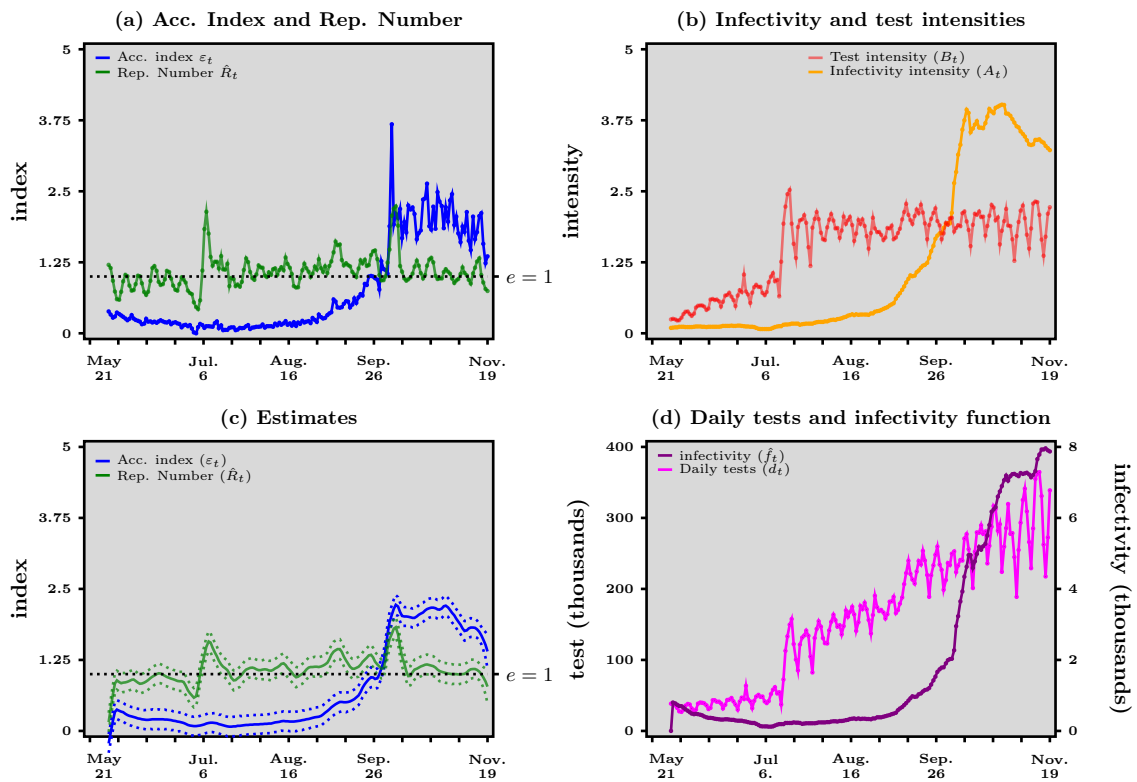 (a) Acc. Index and Rep. Number
5
3.75
2.5
1.25
0
index
Acc. index εt
Rep. Number R̂t
e = 1
May 21
Jul. 6
Aug. 16
Sep. 26
Nov. 19
(b) Infectivity and test intensities
5
3.75
2.5
1.25
0
intensity
Test intensity (Bt)
Infectivity intensity (At)
May 21
Jul. 6
Aug. 16
Sep. 26
Nov. 19
(c) Estimates
5
3.75
2.5
1.25
0
index
Acc. index (εt)
Rep. Number (R̂t)
e = 1
May 21
Jul. 6
Aug. 16
Sep. 26
Nov. 19
(d) Daily tests and infectivity function
400
300
200
100
0
test (thousands)
infectivity (f̂t)
Daily tests (dt)
8
6
4
2
0
infectivity (thousands)
May 21
Jul 6.
Aug. 16
Sep. 26
Nov. 19